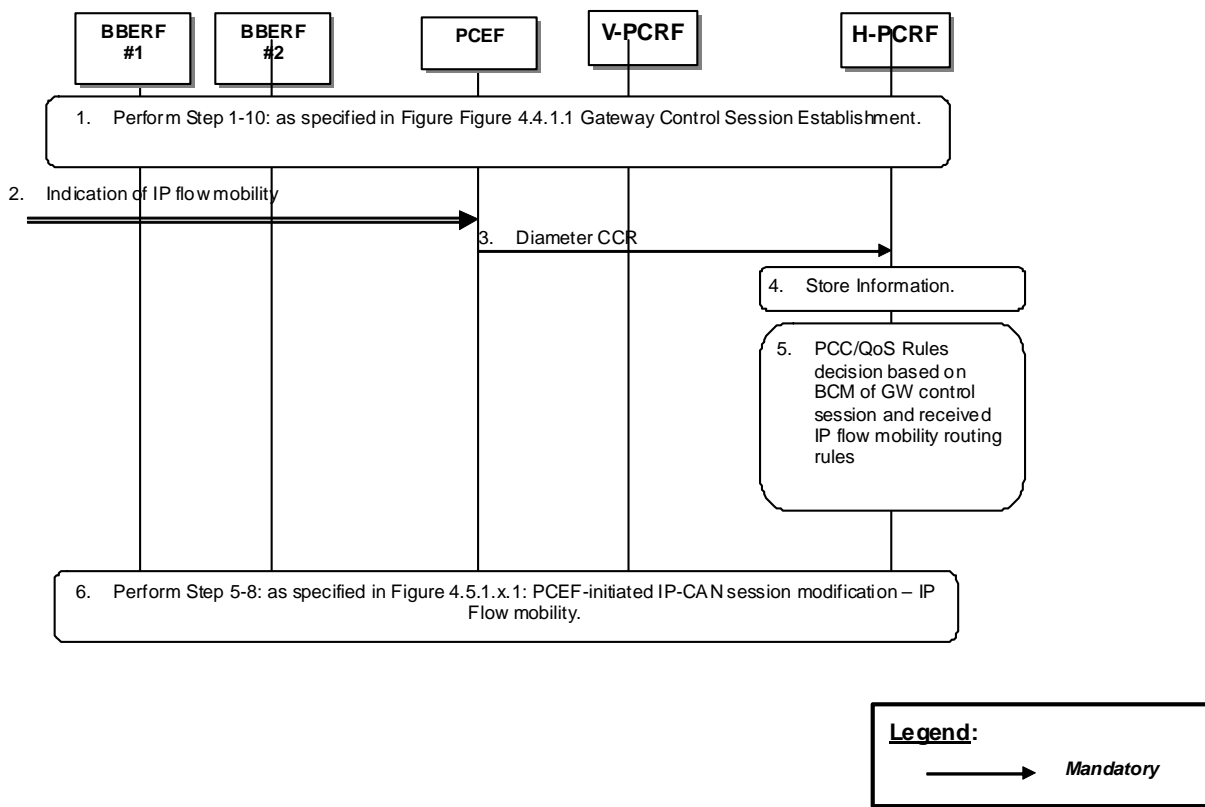 BBERF
#1
BBERF
#2
PCEF
V-PCRF
H-PCRF
1. Perform Step 1-10: as specified in Figure Figure 4.4.1.1 Gateway Control Session Establishment.
2. Indication of IP flow mobility
3. Diameter CCR
4. Store Information.
5. PCC/QoS Rules
decision based on
BCM of GW control
session and received
IP flow mobility routing
rules
6. Perform Step 5-8: as specified in Figure 4.5.1.x.1: PCEF-initiated IP-CAN session modification – IP
Flow mobility.
Legend:
Mandatory